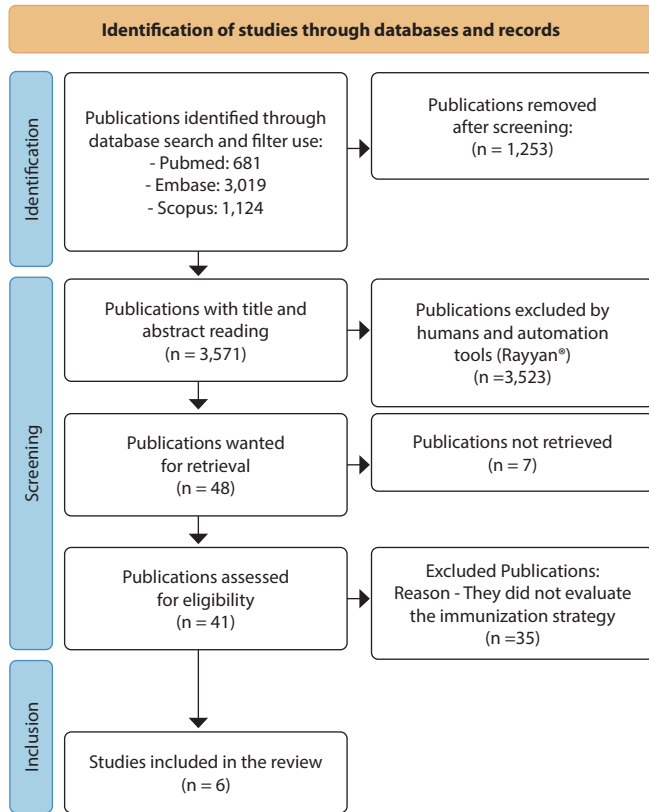 Identification of studies through databases and records
Identification
Publications identified through
database search and filter use:
- Pubmed: 681
- Embase: 3,019
- Scopus: 1,124
Publications removed
after screening:
(n = 1,253)
Screening
Publications with title and
abstract reading
(n = 3,571)
Publications excluded by
humans and automation
tools (Rayyan®)
(n =3,523)
Publications wanted
for retrieval
(n = 48)
Publications not retrieved
(n = 7)
Publications assessed
for eligibility
(n = 41)
Excluded Publications:
Reason - They did not evaluate
the immunization strategy
(n =35)
Inclusion
Studies included in the review
(n = 6)